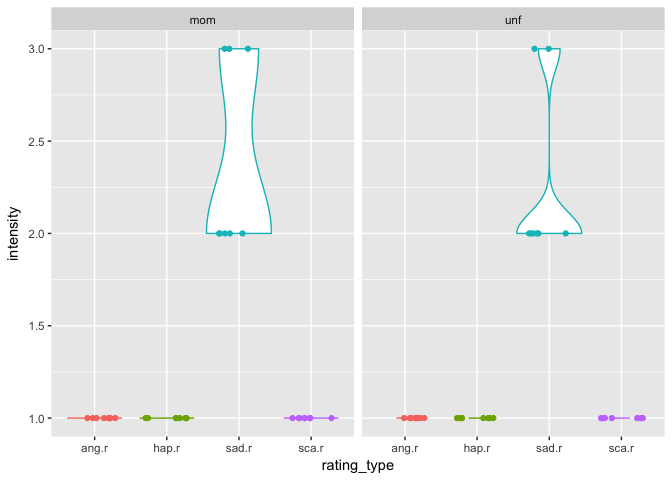 mom
unf
3.0
2.5
2.0
1.5
1.0
intensity
ang.r hap.r sad.r sca.r
ang.r hap.r sad.r sca.r
rating_type